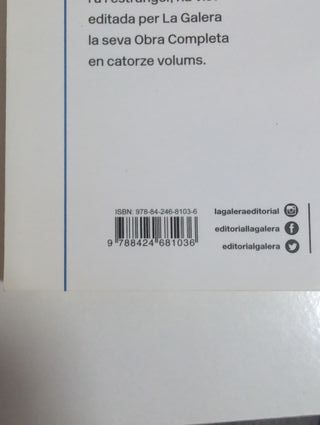 editada per La Galera
la seva Obra Completa
en catorze volums.
ISBN: 978-84-246-8103-6
9 788424 681036
lagaleraeditorial
editoriallagalera
editorialgalera